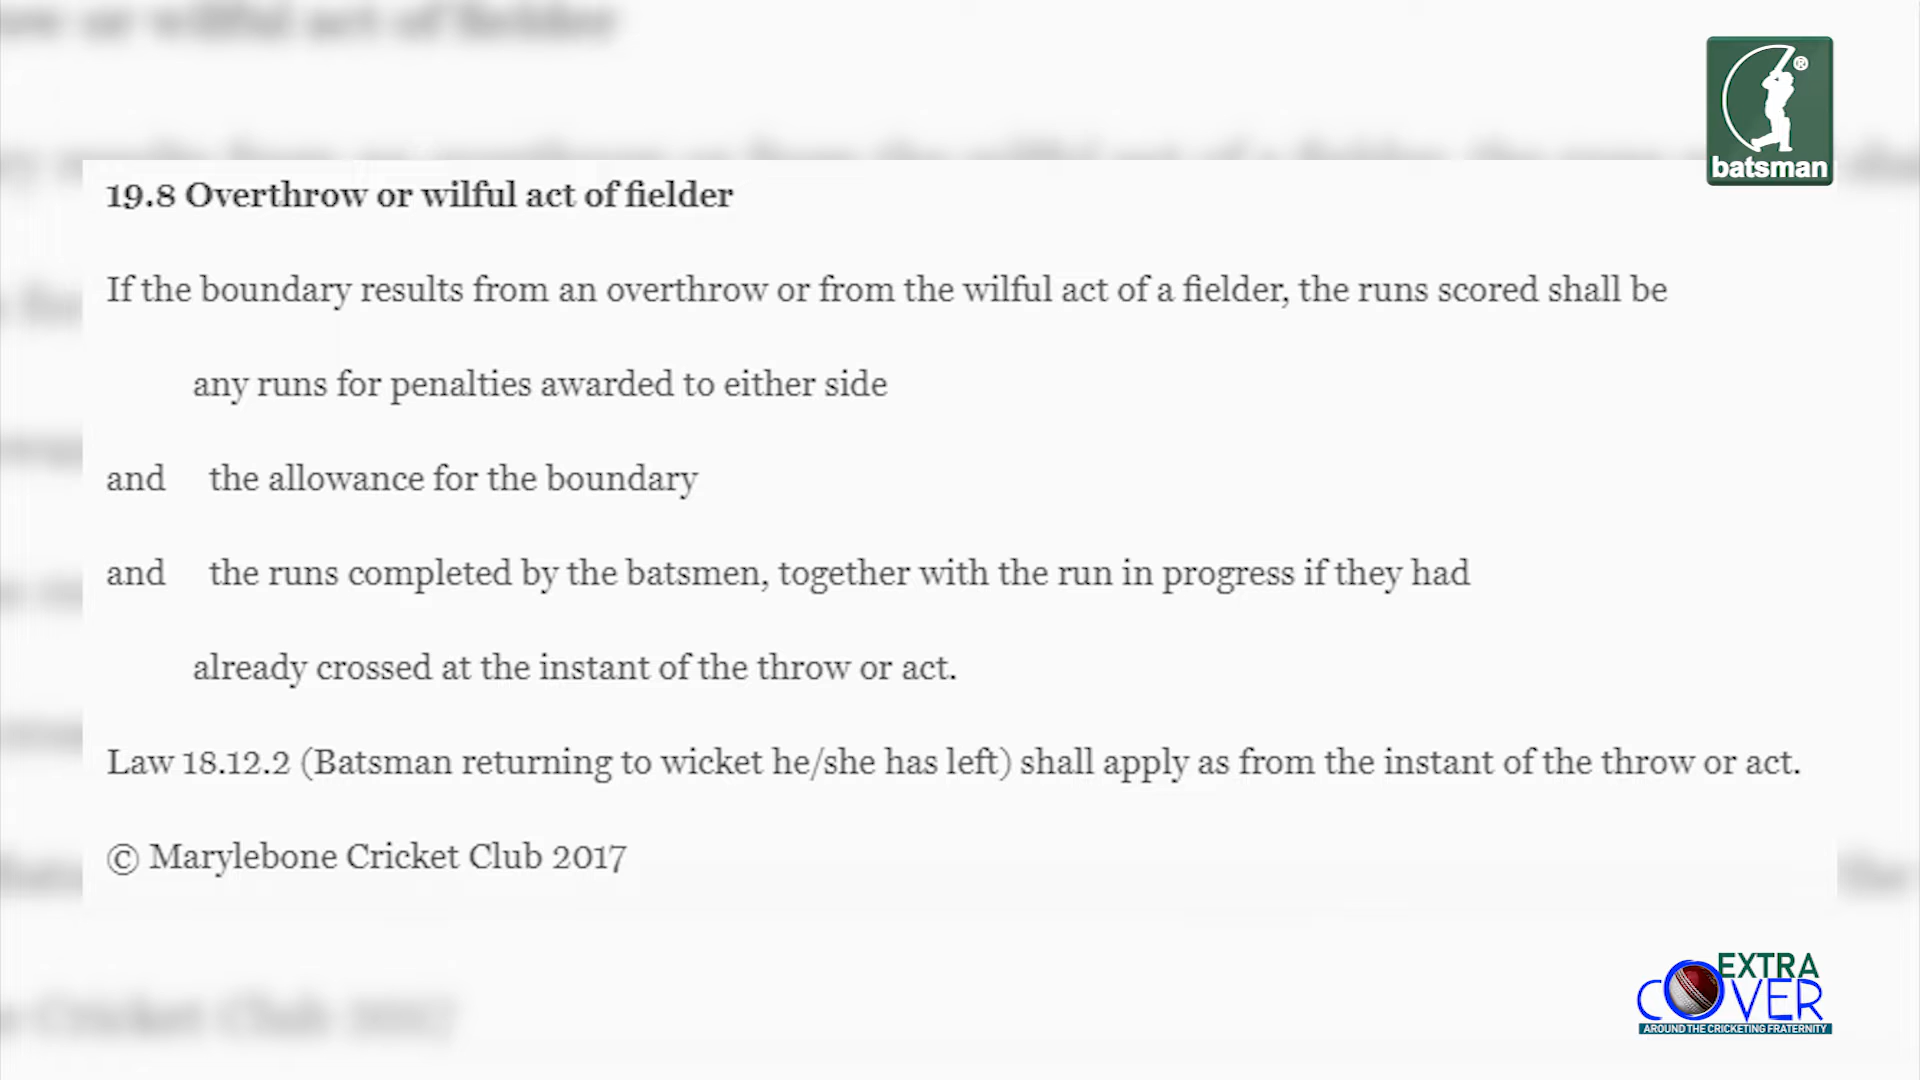 19.8 Overthrow or wilful act of fielder
If the boundary results from an overthrow or from the wilful act of a fielder, the runs scored shall be
any runs for penalties awarded to either side
and the allowance for the boundary
and the runs completed by the batsmen, together with the run in progress if they had
already crossed at the instant of the throw or act.
Law 18.12.2 (Batsman returning to wicket he/she has left) shall apply as from the instant of the throw or act.
© Marylebone Cricket Club 2017
®
batsman
EXTRA
COVER
AROUND THE CRICKETING FRATERNITY